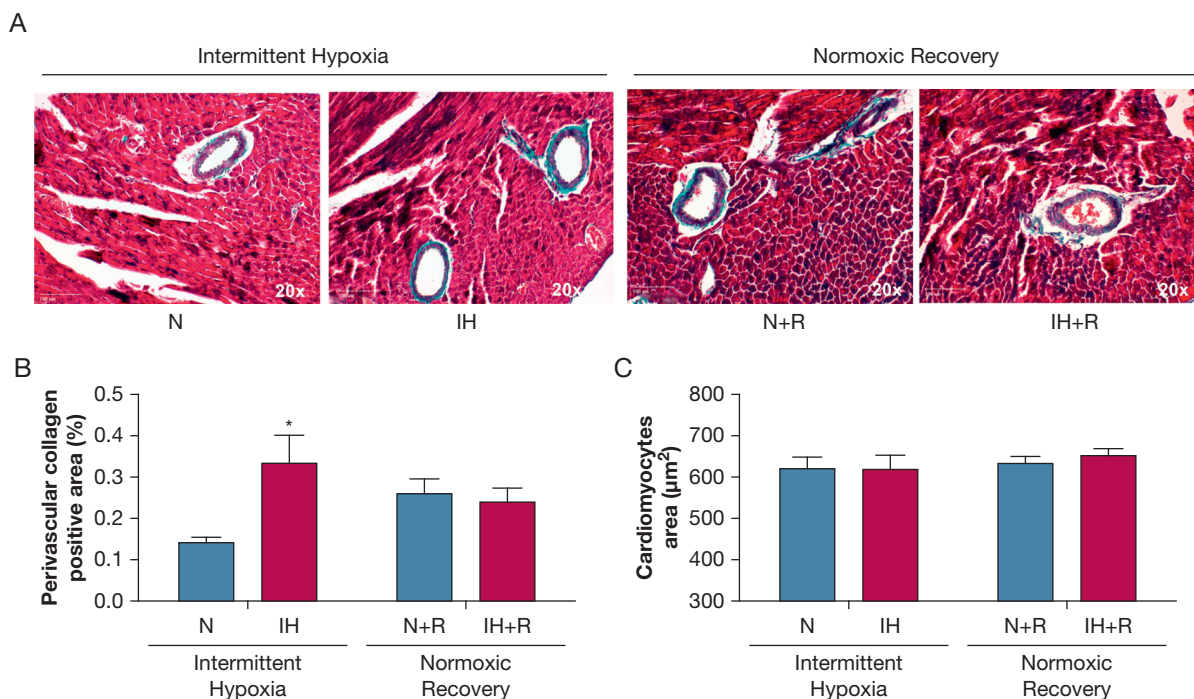 A
Intermittent Hypoxia
Normoxic Recovery
20x
20x
20x
20x
N
IH
N+R
IH+R
B
Perivascular collagen
positive area (%)
0.5
0.4
0.3
0.2
0.1
0.0
*
N
IH
N+R
IH+R
Intermittent
Hypoxia
Normoxic
Recovery
C
Cardiomyocytes
area (µm²)
800
700
600
500
400
300
N
IH
N+R
IH+R
Intermittent
Hypoxia
Normoxic
Recovery